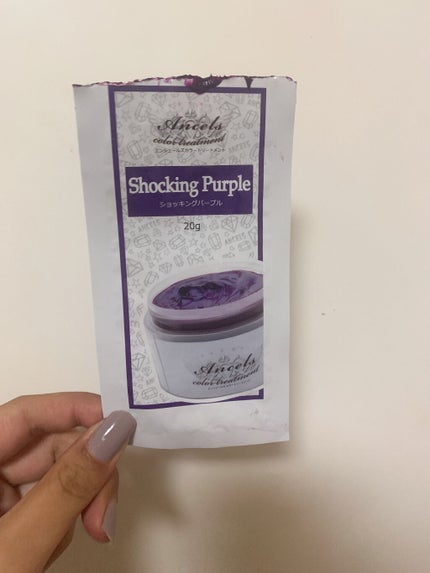 Ancels
color treatment
エンシェールズカラートリートメント
Shocking Purple
ショッキングパープル
20g
Ancels
color treatment